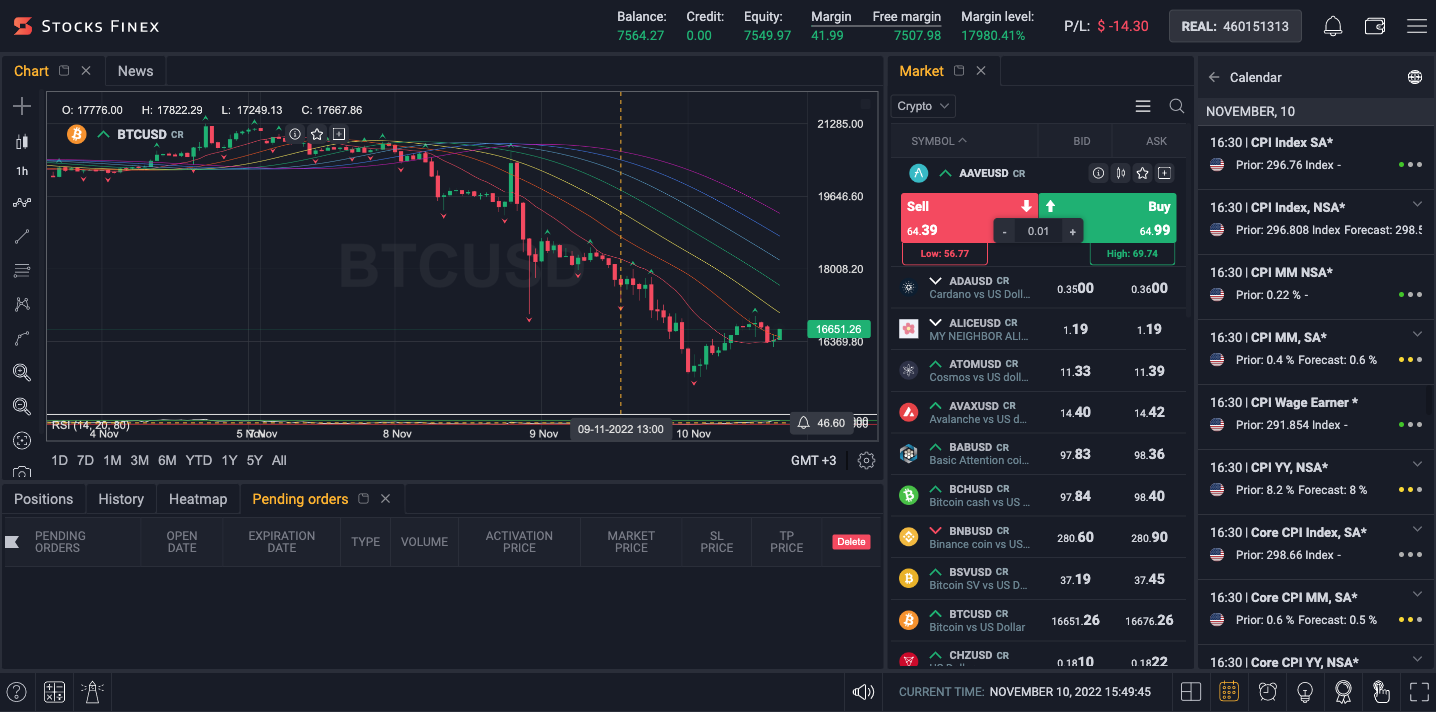 STOCKS FINEX
Balance: Credit: Equity: Margin Free margin Margin level:
7564.27 0.00 7549.97 41.99 7507.98 17980.41%
P/L: $ -14.30
REAL: 460151313
Chart News
O: 17776.00 H: 17822.29 L: 17249.13 C: 17667.86
BTCUSD CR
1h
BTCUSD
21285.00
19646.60
18008.20
16651.26
16369.80
RSI (14, 20, 80)
46.60
4 Nov 8 Nov 9 Nov 09-11-2022 13:00 10 Nov
1D 7D 1M 3M 6M YTD 1Y 5Y All
GMT +3
Positions History Heatmap Pending orders
PENDING ORDERS OPEN DATE EXPIRATION DATE TYPE VOLUME ACTIVATION PRICE MARKET PRICE SL PRICE TP PRICE Delete
Market
Crypto
SYMBOL BID ASK
AAVEUSD CR
Sell Buy
64.39 - 0.01 + 64.99
Low: 56.77 High: 69.74
ADAUSD CR
Cardano vs US Doll... 0.3500 0.3600
ALICEUSD CR
MY NEIGHBOR ALI... 1.19 1.19
ATOMUSD CR
Cosmos vs US doll... 11.33 11.39
AVAXUSD CR
Avalanche vs US d... 14.40 14.42
BABUSD CR
Basic Attention coi... 97.83 98.36
BCHUSD CR
Bitcoin cash vs US ... 97.84 98.40
BNBUSD CR
Binance coin vs US... 280.60 280.90
BSVUSD CR
Bitcoin SV vs US D... 37.19 37.45
BTCUSD CR
Bitcoin vs US Dollar 16651.26 16676.26
CHZUSD CR
0.1810 0.1822
Calendar
NOVEMBER, 10
16:30 | CPI Index SA*
Prior: 296.76 Index -
16:30 | CPI Index, NSA*
Prior: 296.808 Index Forecast: 298.5
16:30 | CPI MM NSA*
Prior: 0.22 % -
16:30 | CPI MM, SA*
Prior: 0.4 % Forecast: 0.6 %
16:30 | CPI Wage Earner *
Prior: 291.854 Index -
16:30 | CPI YY, NSA*
Prior: 8.2 % Forecast: 8 %
16:30 | Core CPI Index, SA*
Prior: 298.66 Index -
16:30 | Core CPI MM, SA*
Prior: 0.6 % Forecast: 0.5 %
16:30 | Core CPI YY, NSA*
CURRENT TIME: NOVEMBER 10, 2022 15:49:45